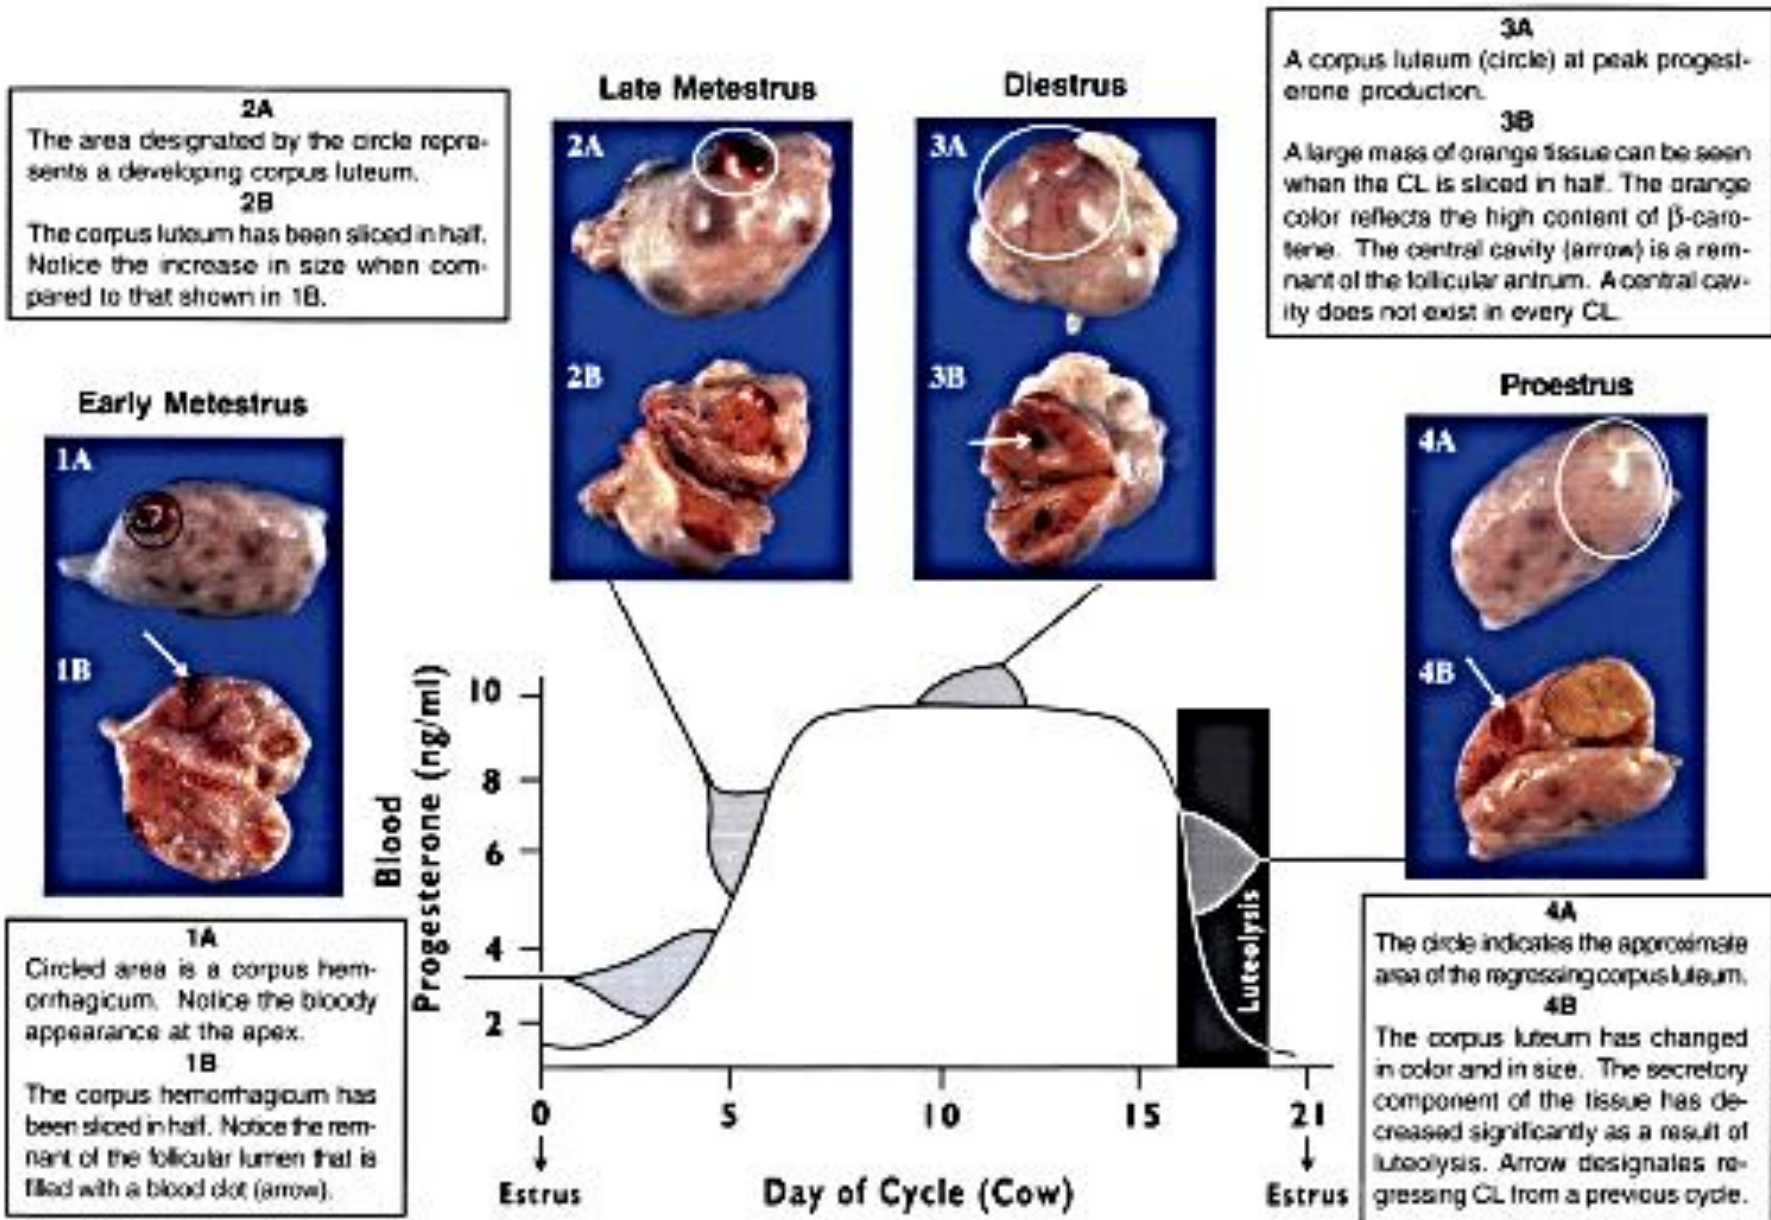 2A
The area designated by the circle repre-
sents a developing corpus luteum.
2B
The corpus luteum has been sliced in half.
Notice the increase in size when com-
pared to that shown in 1B.
Late Metestrus
2A
2B
Diestrus
3A
3B
3A
A corpus luteum (circle) at peak progest-
erone production.
3B
A large mass of orange tissue can be seen
when the CL is sliced in half. The orange
color reflects the high content of β-caro-
tene. The central cavity (arrow) is a rem-
nant of the follicular antrum. A central cav-
ity does not exist in every CL.
Early Metestrus
1A
1B
Proestrus
4A
4B
1A
Circled area is a corpus hem-
orrhagicum. Notice the bloody
appearance at the apex.
1B
The corpus hemorrhagicum has
been sliced in half. Notice the rem-
nant of the follicular lumen that is
filled with a blood clot (arrow).
Blood
Progesterone (ng/ml)
10
8
6
4
2
Luteolysis
0
5
10
15
21
Estrus
Day of Cycle (Cow)
Estrus
4A
The circle indicates the approximate
area of the regressing corpus luteum.
4B
The corpus luteum has changed
in color and in size. The secretory
component of the tissue has de-
creased significantly as a result of
luteolysis. Arrow designates re-
gressing CL from a previous cycle.